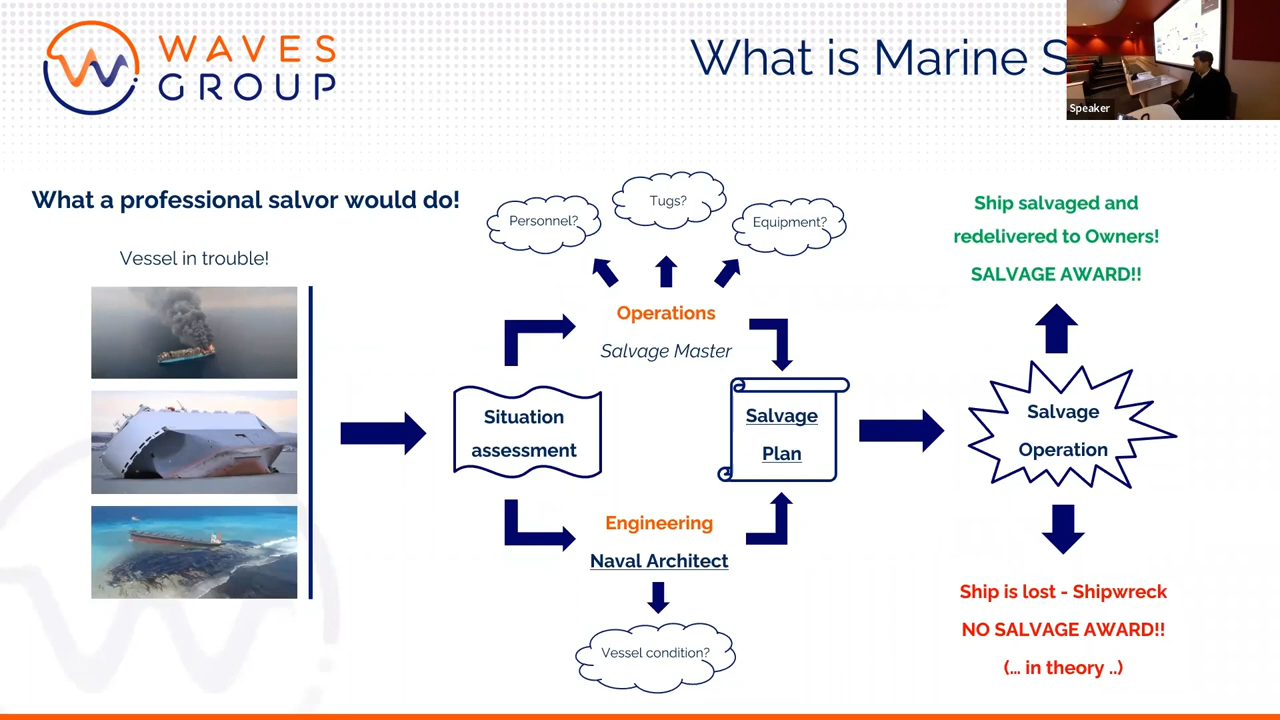 WAVES
GROUP
What is Marine S
Speaker
What a professional salvor would do!
Vessel in trouble!
Personnel?
Tugs?
Equipment?
Operations
Salvage Master
Situation
assessment
Salvage
Plan
Engineering
Naval Architect
Vessel condition?
Ship salvaged and
redelivered to Owners!
SALVAGE AWARD!!
Salvage
Operation
Ship is lost - Shipwreck
NO SALVAGE AWARD!!
(... in theory ..)